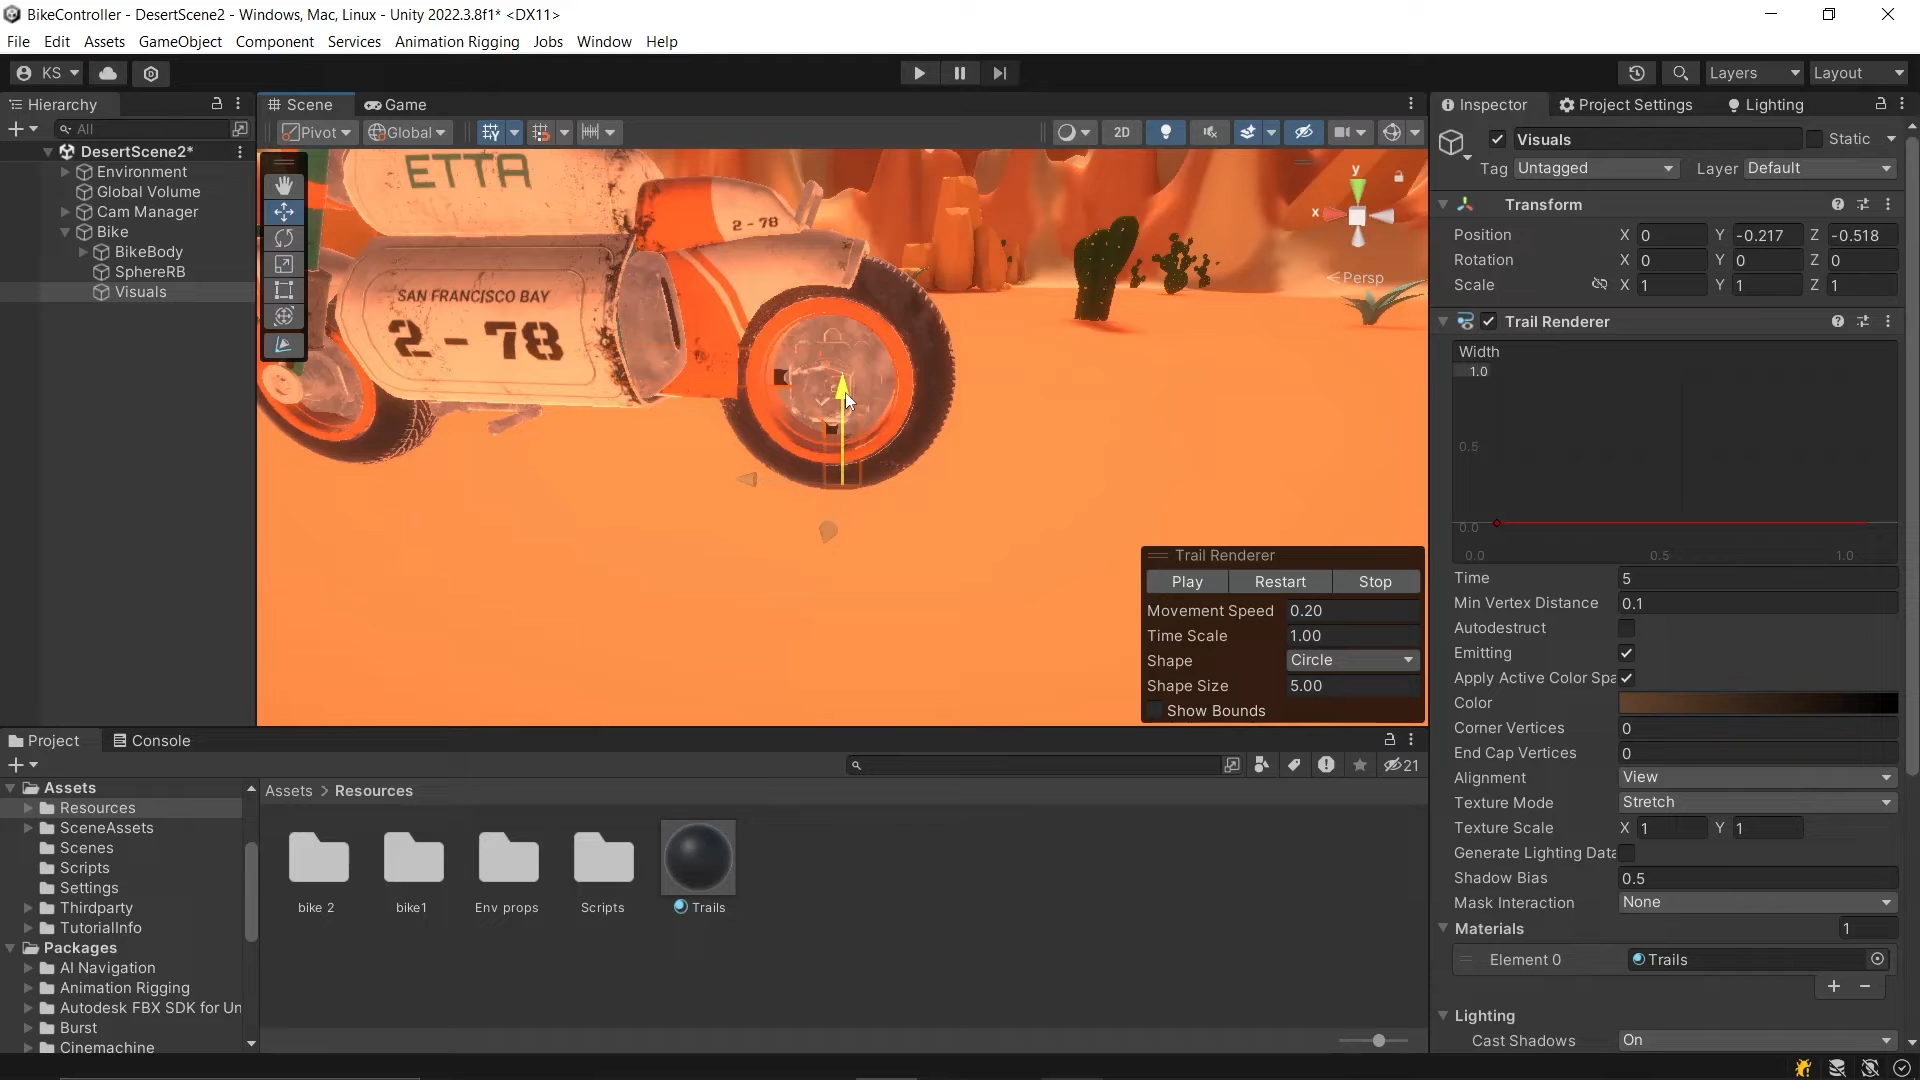 BikeController - DesertScene2 - Windows, Mac, Linux - Unity 2022.3.8f1* <DX11>
File Edit Assets GameObject Component Services Animation Rigging Jobs Window Help
KS
Layers
Layout
Hierarchy
All
DesertScene2*
Environment
Global Volume
Cam Manager
Bike
BikeBody
SphereRB
Visuals
Scene
Game
Pivot
Global
2D
ETTA
2 - 78
SAN FRANCISCO BAY
2 - 78
y
x
Persp
Trail Renderer
Play Restart Stop
Movement Speed 0.20
Time Scale 1.00
Shape Circle
Shape Size 5.00
Show Bounds
Inspector
Project Settings
Lighting
Visuals
Static
Tag Untagged Layer Default
Transform
Position X 0 Y -0.217 Z -0.518
Rotation X 0 Y 0 Z 0
Scale X 1 Y 1 Z 1
Trail Renderer
Width
1.0
0.5
0.0
0.0 0.5 1.0
Time 5
Min Vertex Distance 0.1
Autodestruct
Emitting
Apply Active Color Spa
Color
Corner Vertices 0
End Cap Vertices 0
Alignment View
Texture Mode Stretch
Texture Scale X 1 Y 1
Generate Lighting Data
Shadow Bias 0.5
Mask Interaction None
Materials 1
Element 0 Trails
Lighting
Cast Shadows On
Project
Console
21
Assets
Resources
SceneAssets
Scenes
Scripts
Settings
Thirdparty
TutorialInfo
Packages
AI Navigation
Animation Rigging
Autodesk FBX SDK for Un
Burst
Cinemachine
Assets > Resources
bike 2
bike1
Env props
Scripts
Trails